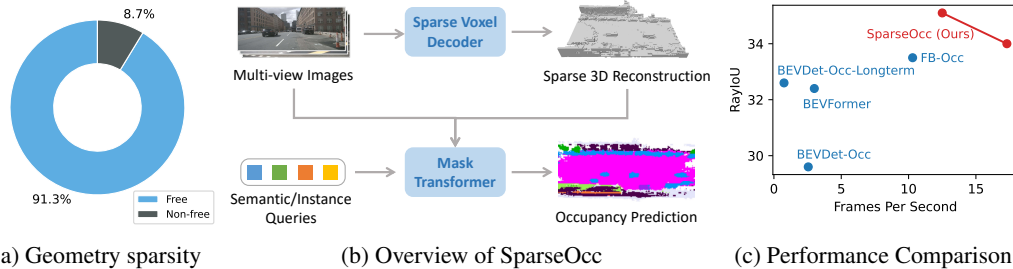 8.7%
91.3%
Free
Non-free
a) Geometry sparsity
Multi-view Images
Sparse Voxel
Decoder
Sparse 3D Reconstruction
Semantic/Instance
Queries
Mask
Transformer
Occupancy Prediction
(b) Overview of SparseOcc
RayIoU
34
32
30
SparseOcc (Ours)
FB-Occ
BEVDet-Occ-Longterm
BEVFormer
BEVDet-Occ
0 5 10 15
Frames Per Second
(c) Performance Comparison